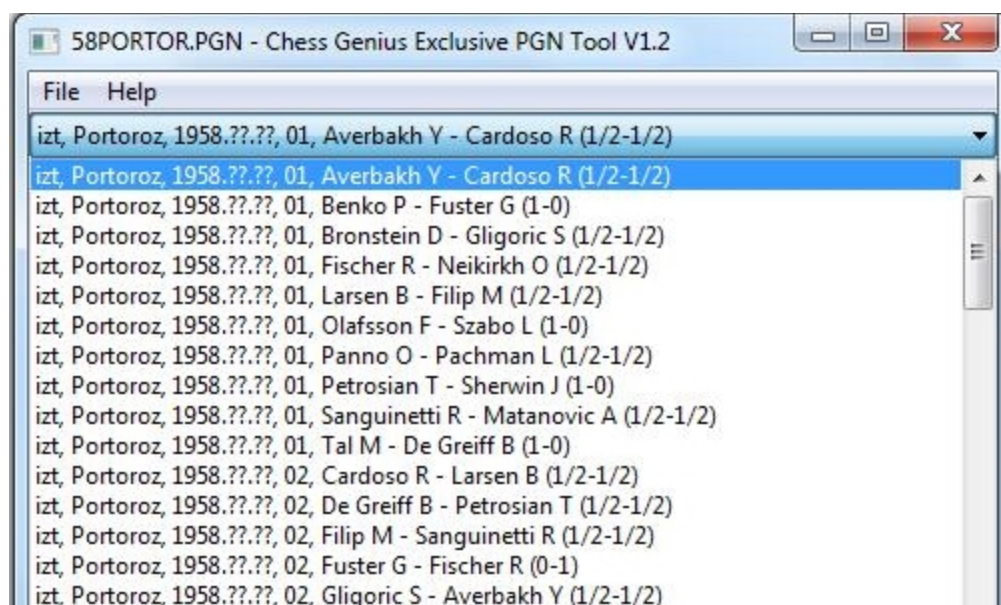 58PORTOR.PGN - Chess Genius Exclusive PGN Tool V1.2
File Help
izt, Portoroz, 1958.??.??, 01, Averbakh Y - Cardoso R (1/2-1/2)
izt, Portoroz, 1958.??.??, 01, Averbakh Y - Cardoso R (1/2-1/2)
izt, Portoroz, 1958.??.??, 01, Benko P - Fuster G (1-0)
izt, Portoroz, 1958.??.??, 01, Bronstein D - Gligoric S (1/2-1/2)
izt, Portoroz, 1958.??.??, 01, Fischer R - Neikirkh O (1/2-1/2)
izt, Portoroz, 1958.??.??, 01, Larsen B - Filip M (1/2-1/2)
izt, Portoroz, 1958.??.??, 01, Olafsson F - Szabo L (1-0)
izt, Portoroz, 1958.??.??, 01, Panno O - Pachman L (1/2-1/2)
izt, Portoroz, 1958.??.??, 01, Petrosian T - Sherwin J (1-0)
izt, Portoroz, 1958.??.??, 01, Sanguinetti R - Matanovic A (1/2-1/2)
izt, Portoroz, 1958.??.??, 01, Tal M - De Greiff B (1-0)
izt, Portoroz, 1958.??.??, 02, Cardoso R - Larsen B (1/2-1/2)
izt, Portoroz, 1958.??.??, 02, De Greiff B - Petrosian T (1/2-1/2)
izt, Portoroz, 1958.??.??, 02, Filip M - Sanguinetti R (1/2-1/2)
izt, Portoroz, 1958.??.??, 02, Fuster G - Fischer R (0-1)
izt, Portoroz, 1958.??.??, 02, Gligoric S - Averbakh Y (1/2-1/2)